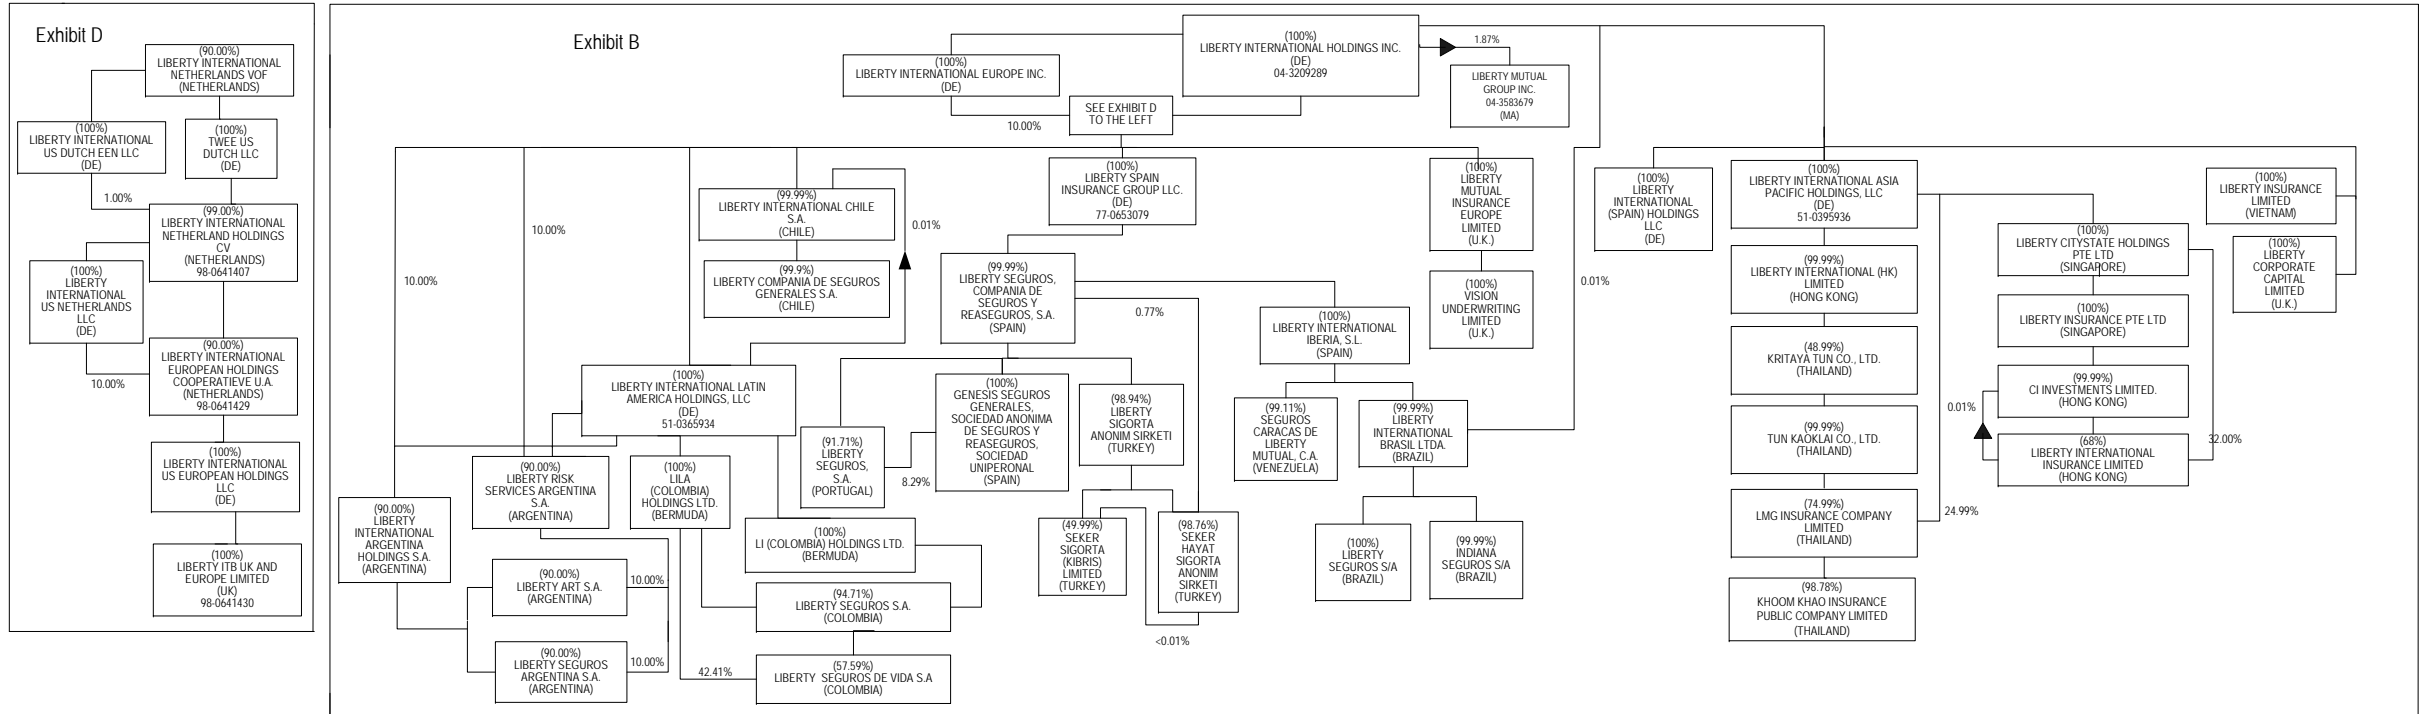 Exhibit D
(90.00%)
LIBERTY INTERNATIONAL
NETHERLANDS VOF
(NETHERLANDS)
(100%)
LIBERTY INTERNATIONAL
US DUTCH EEN LLC
(DE)
(100%)
TWEE US
DUTCH LLC
(DE)
1.00%
(99.00%)
LIBERTY INTERNATIONAL
NETHERLAND HOLDINGS
CV
(NETHERLANDS)
98-0641407
(100%)
LIBERTY
INTERNATIONAL
US NETHERLANDS
LLC
(DE)
10.00%
(90.00%)
LIBERTY INTERNATIONAL
EUROPEAN HOLDINGS
COOPERATIEVE U.A.
(NETHERLANDS)
98-0641429
(100%)
LIBERTY INTERNATIONAL
US EUROPEAN HOLDINGS
LLC
(DE)
(100%)
LIBERTY ITB UK AND
EUROPE LIMITED
(UK)
98-0641430
Exhibit B
(100%)
LIBERTY INTERNATIONAL HOLDINGS INC.
(DE)
04-3209289
1.87%
LIBERTY MUTUAL
GROUP INC.
04-3583679
(MA)
(100%)
LIBERTY INTERNATIONAL EUROPE INC.
(DE)
SEE EXHIBIT D
TO THE LEFT
10.00%
10.00%
10.00%
(99.99%)
LIBERTY INTERNATIONAL CHILE
S.A.
(CHILE)
0.01%
(99.9%)
LIBERTY COMPANIA DE SEGUROS
GENERALES S.A.
(CHILE)
(100%)
LIBERTY SPAIN
INSURANCE GROUP LLC.
(DE)
77-0653079
(99.99%)
LIBERTY SEGUROS,
COMPANIA DE
SEGUROS Y
REASEGUROS, S.A.
(SPAIN)
0.77%
(100%)
LIBERTY
MUTUAL
INSURANCE
EUROPE
LIMITED
(U.K.)
(100%)
VISION
UNDERWRITING
LIMITED
(U.K.)
0.01%
(100%)
LIBERTY INTERNATIONAL
IBERIA, S.L.
(SPAIN)
(100%)
LIBERTY INTERNATIONAL LATIN
AMERICA HOLDINGS, LLC
(DE)
51-0365934
(91.71%)
LIBERTY
SEGUROS,
S.A.
(PORTUGAL)
8.29%
(100%)
GENESIS SEGUROS
GENERALES,
SOCIEDAD ANONIMA
DE SEGUROS Y
REASEGUROS,
SOCIEDAD
UNIPERONAL
(SPAIN)
(98.94%)
LIBERTY
SIGORTA
ANONIM SIRKETI
(TURKEY)
(99.11%)
SEGUROS
CARACAS DE
LIBERTY
MUTUAL, C.A.
(VENEZUELA)
(99.99%)
LIBERTY
INTERNATIONAL
BRASIL LTDA.
(BRAZIL)
(90.00%)
LIBERTY
INTERNATIONAL
ARGENTINA
HOLDINGS S.A.
(ARGENTINA)
(90.00%)
LIBERTY RISK
SERVICES ARGENTINA
S.A.
(ARGENTINA)
(100%)
LILA
(COLOMBIA)
HOLDINGS LTD.
(BERMUDA)
(100%)
LI (COLOMBIA) HOLDINGS LTD.
(BERMUDA)
(49.99%)
SEKER
SIGORTA
(KIBRIS)
LIMITED
(TURKEY)
(98.76%)
SEKER
HAYAT
SIGORTA
ANONIM
SIRKETI
(TURKEY)
<0.01%
(100%)
LIBERTY
SEGUROS S/A
(BRAZIL)
(99.99%)
INDIANA
SEGUROS S/A
(BRAZIL)
(90.00%)
LIBERTY ART S.A.
(ARGENTINA)
10.00%
(90.00%)
LIBERTY SEGUROS
ARGENTINA S.A.
(ARGENTINA)
10.00%
(94.71%)
LIBERTY SEGUROS S.A.
(COLOMBIA)
42.41%
(57.59%)
LIBERTY SEGUROS DE VIDA S.A
(COLOMBIA)
(100%)
LIBERTY
INTERNATIONAL
(SPAIN) HOLDINGS
LLC
(DE)
(100%)
LIBERTY INTERNATIONAL ASIA
PACIFIC HOLDINGS, LLC
(DE)
51-0395936
(99.99%)
LIBERTY INTERNATIONAL (HK)
LIMITED
(HONG KONG)
(48.99%)
KRITAYA TUN CO., LTD.
(THAILAND)
(99.99%)
TUN KAOKLAI CO., LTD.
(THAILAND)
(74.99%)
LMG INSURANCE COMPANY
LIMITED
(THAILAND)
24.99%
(98.78%)
KHOOM KHAO INSURANCE
PUBLIC COMPANY LIMITED
(THAILAND)
(100%)
LIBERTY CITYSTATE HOLDINGS
PTE LTD
(SINGAPORE)
(100%)
LIBERTY INSURANCE PTE LTD
(SINGAPORE)
(99.99%)
CI INVESTMENTS LIMITED.
(HONG KONG)
0.01%
(68%)
LIBERTY INTERNATIONAL
INSURANCE LIMITED
(HONG KONG)
32.00%
(100%)
LIBERTY INSURANCE
LIMITED
(VIETNAM)
(100%)
LIBERTY
CORPORATE
CAPITAL
LIMITED
(U.K.)